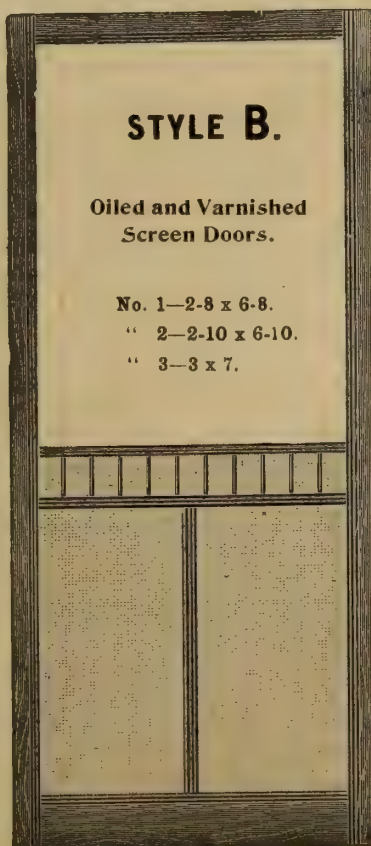 STYLE B.
Oiled and Varnished
Screen Doors.
No. 1—2-8 x 6-8.
“ 2—2-10 x 6-10.
“ 3—3 x 7.